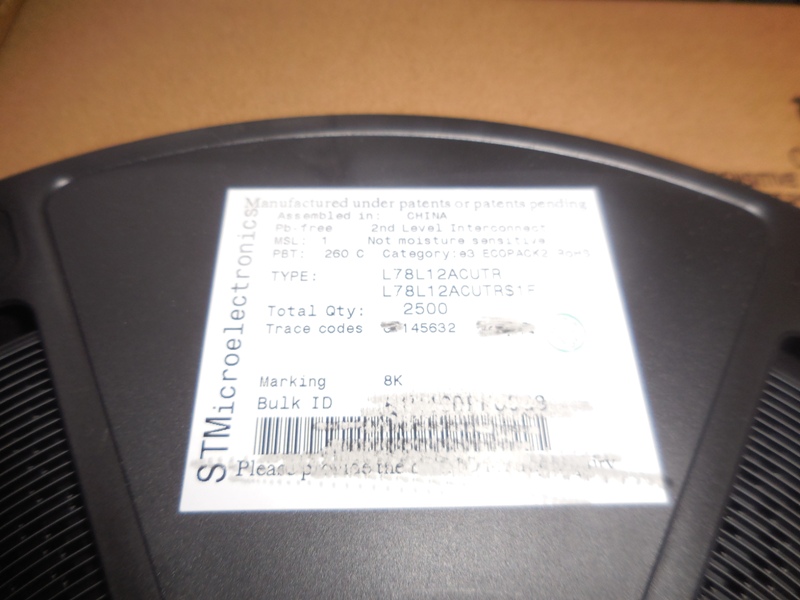 Manufactured under patents or patents pending
Assembled in: CHINA
Pb-free 2nd Level Interconnect
MSL: 1 Not moisture sensitive
PBT: 260 C Category:e3 ECOPACK2 RoHS
TYPE: L78L12ACUTR
L78L12ACUTRS1F
Total Qty: 2500
Trace codes 145632
Marking 8K
Bulk ID
Please provide the
STMicroelectronics